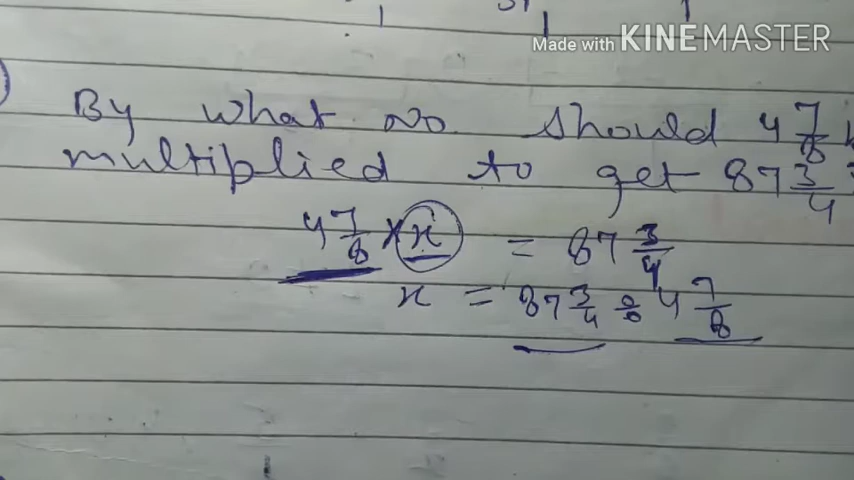 Made with KINEMASTER
By what no should 4 7/8
multiplied to get 87 3/4
4 7/8 × x = 87 3/4
x = 87 3/4 ÷ 4 7/8